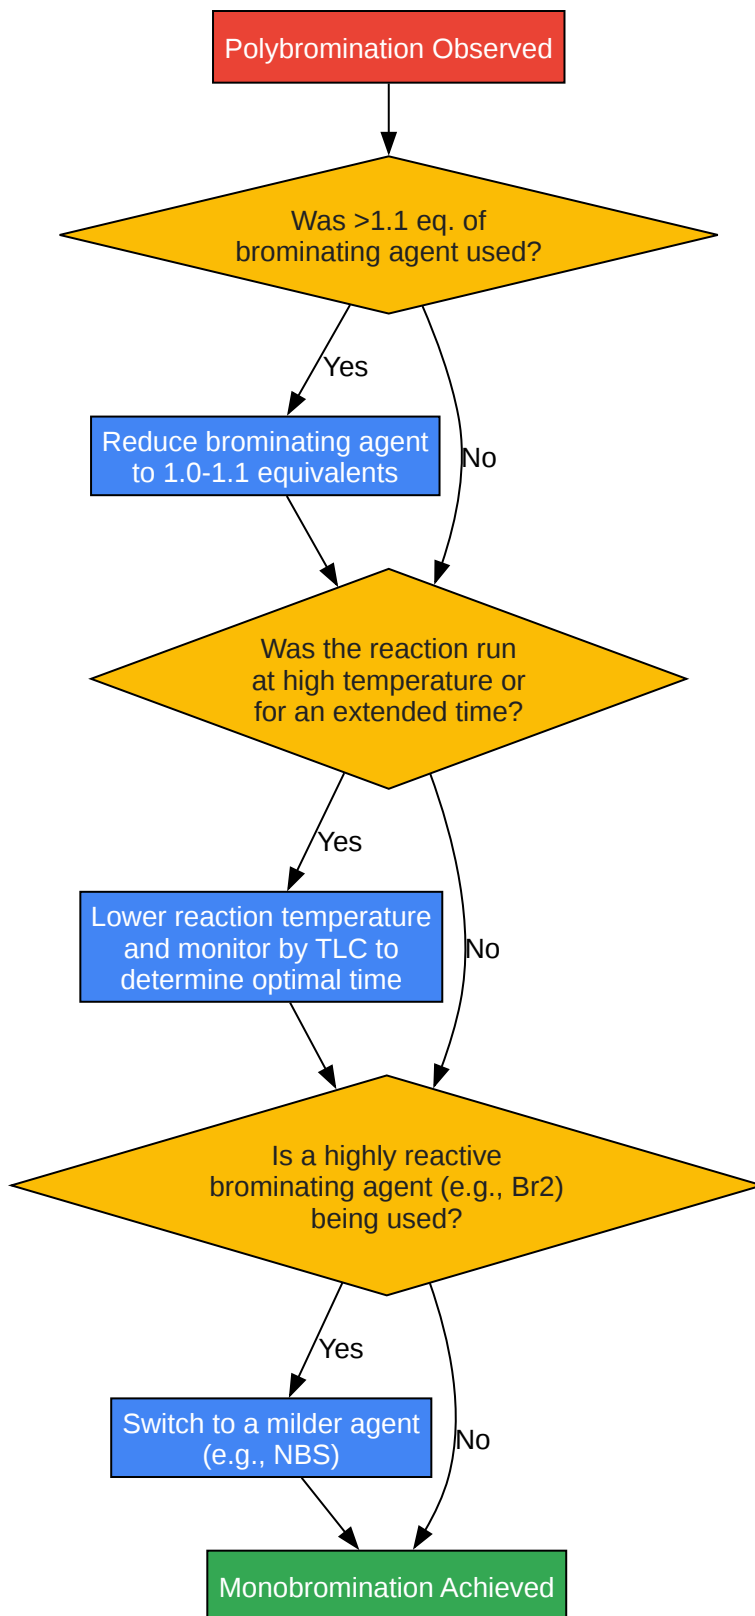 Polybromination Observed
Was >1.1 eq. of
brominating agent used?
Yes
Reduce brominating agent
to 1.0-1.1 equivalents
No
Was the reaction run
at high temperature or
for an extended time?
Yes
Lower reaction temperature
and monitor by TLC to
determine optimal time
No
Is a highly reactive
brominating agent (e.g., Br2)
being used?
Yes
Switch to a milder agent
(e.g., NBS)
No
Monobromination Achieved